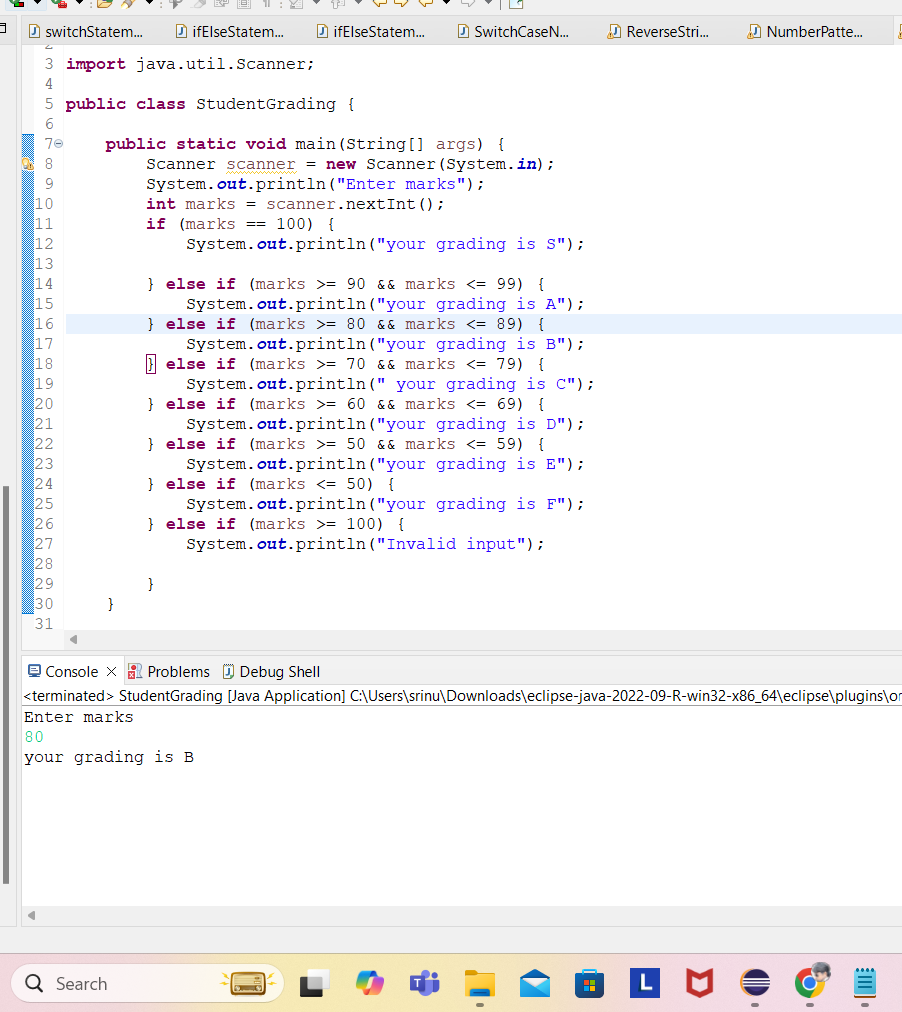 switchStatem... ifElseStatem... ifElseStatem... SwitchCaseN... ReverseStri... NumberPatte...
3 import java.util.Scanner;
4
5 public class StudentGrading {
6
7 public static void main(String[] args) {
8 Scanner scanner = new Scanner(System.in);
9 System.out.println("Enter marks");
10 int marks = scanner.nextInt();
11 if (marks == 100) {
12 System.out.println("your grading is S");
13
14 } else if (marks >= 90 && marks <= 99) {
15 System.out.println("your grading is A");
16 } else if (marks >= 80 && marks <= 89) {
17 System.out.println("your grading is B");
18 } else if (marks >= 70 && marks <= 79) {
19 System.out.println(" your grading is C");
20 } else if (marks >= 60 && marks <= 69) {
21 System.out.println("your grading is D");
22 } else if (marks >= 50 && marks <= 59) {
23 System.out.println("your grading is E");
24 } else if (marks <= 50) {
25 System.out.println("your grading is F");
26 } else if (marks >= 100) {
27 System.out.println("Invalid input");
28
29 }
30 }
31
Console Problems Debug Shell
<terminated> StudentGrading [Java Application] C:\Users\srinu\Downloads\eclipse-java-2022-09-R-win32-x86_64\eclipse\plugins\or
Enter marks
80
your grading is B
Search
L